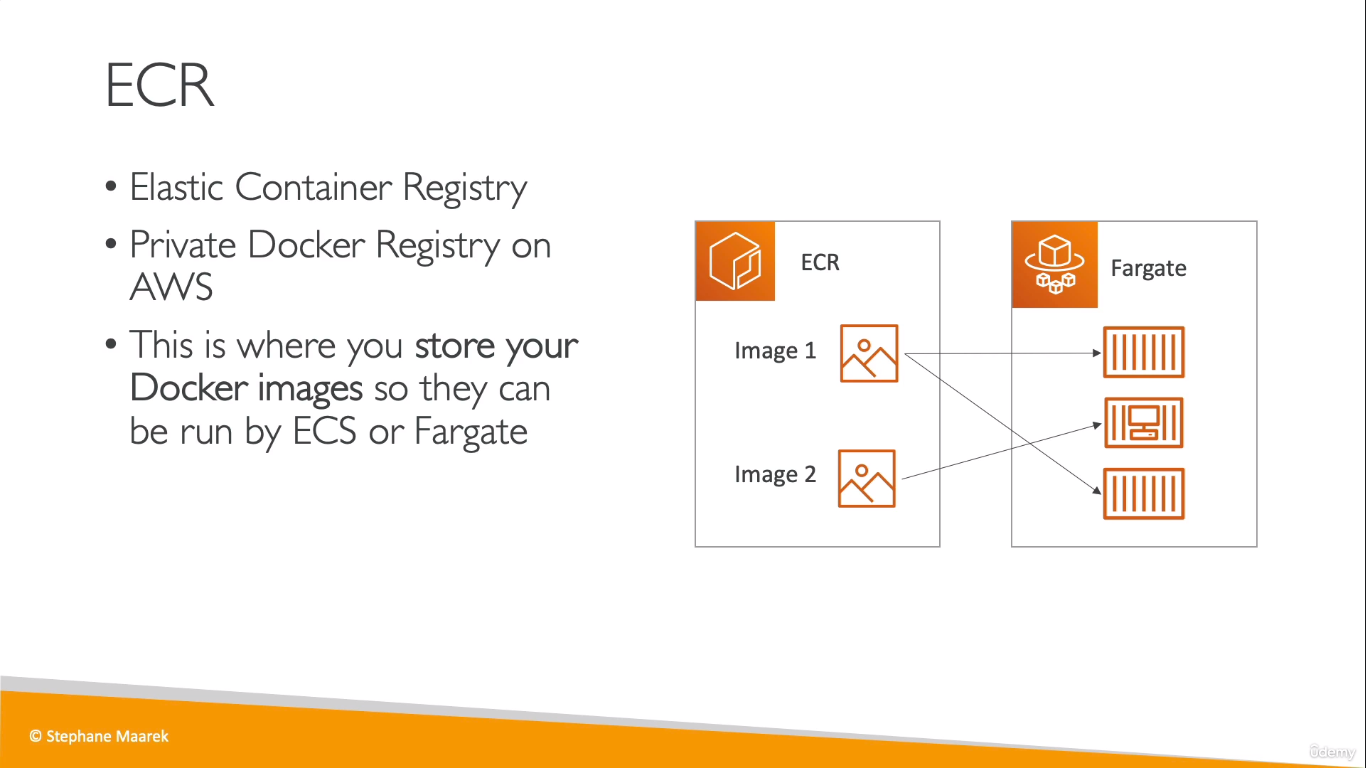 ECR
• Elastic Container Registry
• Private Docker Registry on
AWS
• This is where you store your
Docker images so they can
be run by ECS or Fargate
ECR
Image 1
Image 2
Fargate
© Stephane Maarek
ûdemy